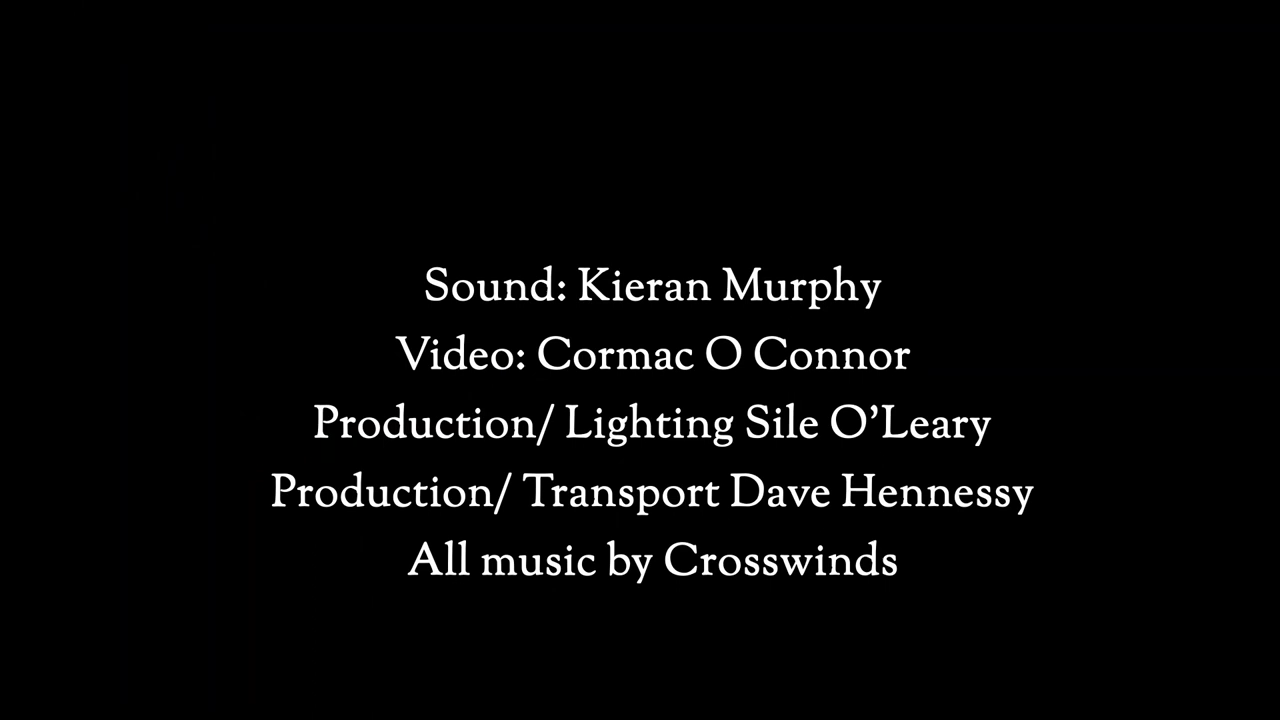 Sound: Kieran Murphy
Video: Cormac O Connor
Production/ Lighting Sile O’Leary
Production/ Transport Dave Hennessy
All music by Crosswinds